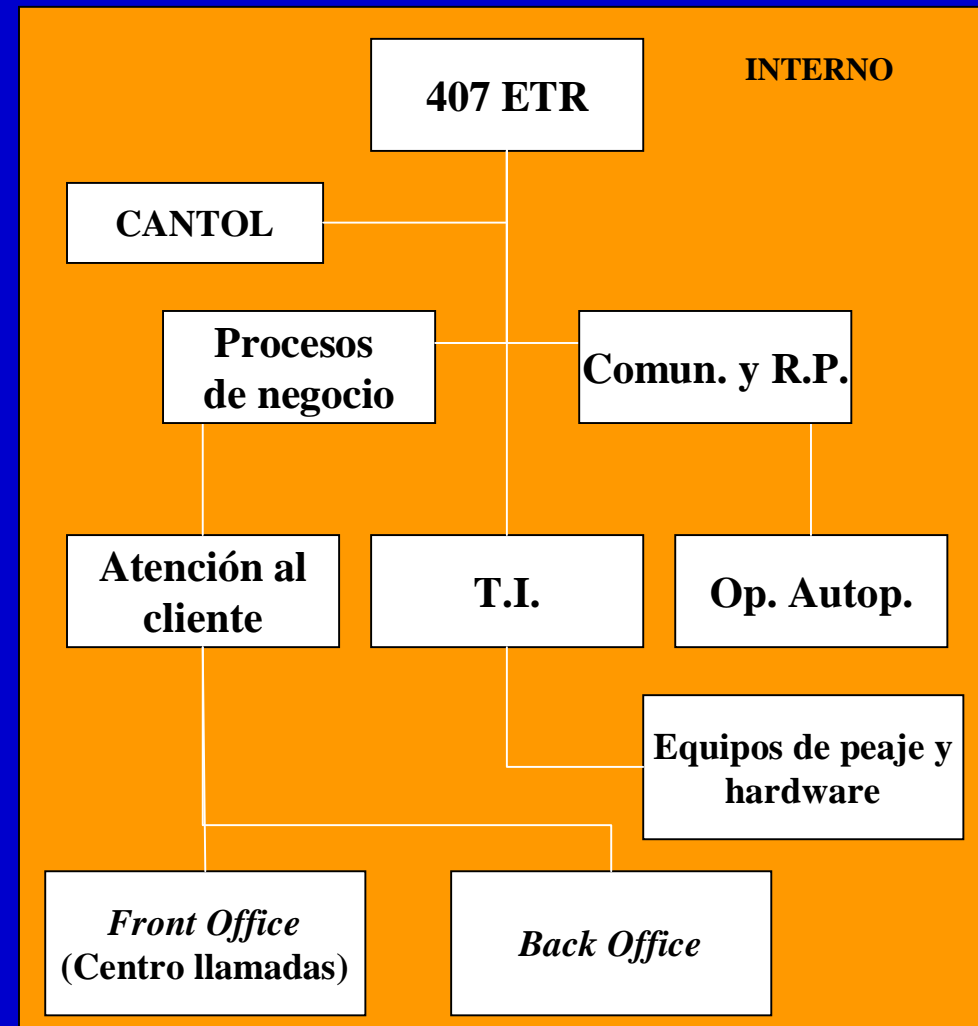 407 ETR
INTERNO
CANTOL
Procesos
de negocio
Comun. y R.P.
Atención al
cliente
T.I.
Op. Autop.
Equipos de peaje y
hardware
Front Office
(Centro llamadas)
Back Office